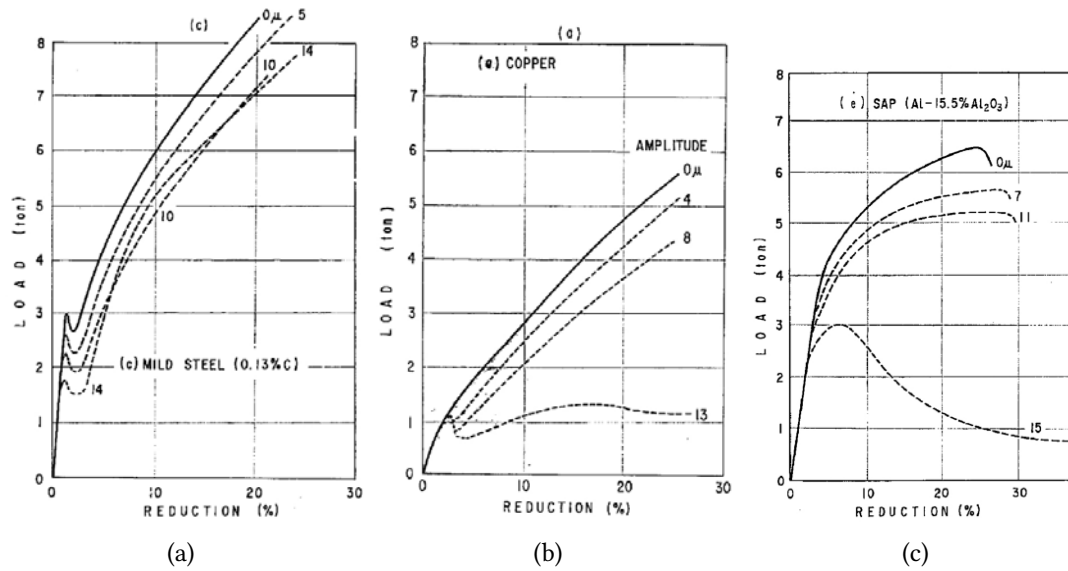 (c)
0μ
5
14
10
10
14
8
7
6
5
4
3
2
1
0
LOAD (ton)
(c) MILD STEEL (0.13%C)
0 10 20 30
REDUCTION (%)
(a)
(a)
(e) COPPER
AMPLITUDE
0μ
4
8
13
8
7
6
5
4
3
2
1
0
LOAD (ton)
0 10 20 30
REDUCTION (%)
(b)
(e) SAP (Al-15.5%Al₂O₃)
0μ
7
11
15
8
7
6
5
4
3
2
1
0
LOAD (ton)
0 10 20 30
REDUCTION (%)
(c)